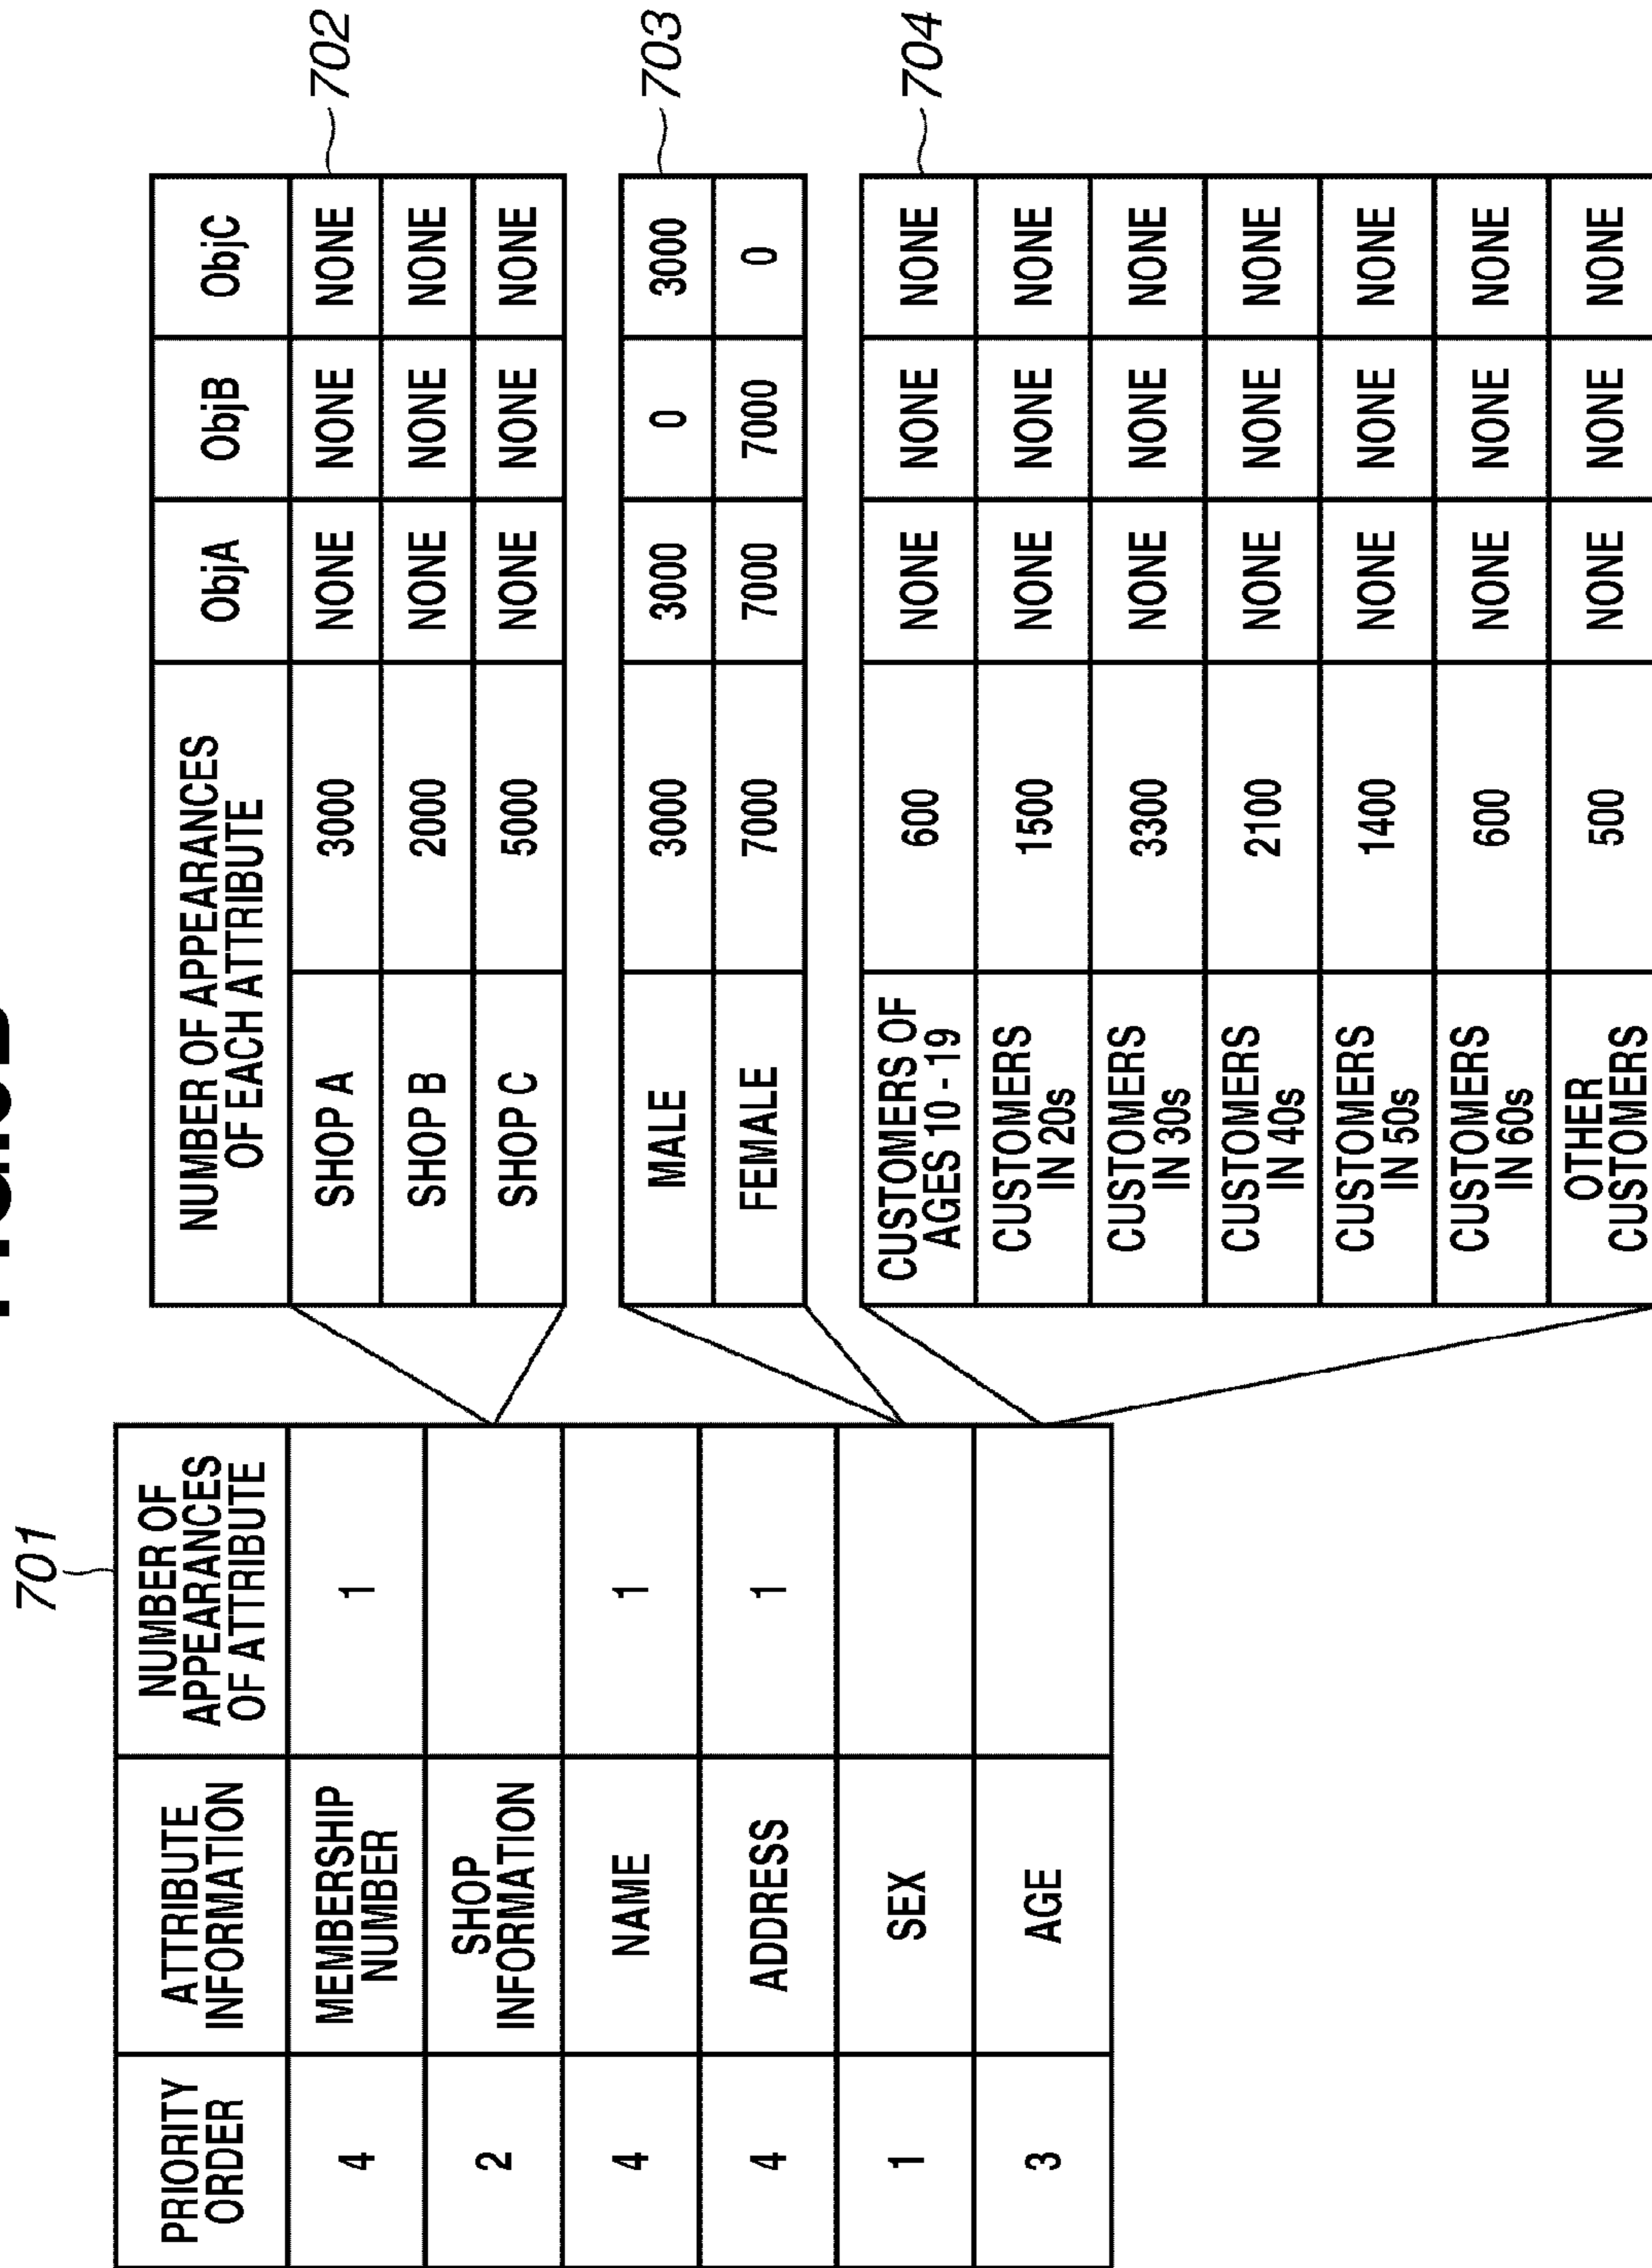 701
PRIORITY ORDER
ATTRIBUTE INFORMATION
NUMBER OF APPEARANCES OF ATTRIBUTE
4 MEMBERSHIP NUMBER 1
2 SHOP INFORMATION
4 NAME 1
4 ADDRESS 1
1 SEX
3 AGE
NUMBER OF APPEARANCES
OF EACH ATTRIBUTE
ObjA ObjB ObjC
SHOP A 3000 NONE NONE NONE
702
SHOP B 2000 NONE NONE NONE
SHOP C 5000 NONE NONE NONE
MALE 3000 3000 0 3000
703
FEMALE 7000 7000 7000 0
CUSTOMERS OF AGES 10 - 19 600 NONE NONE NONE
704
CUSTOMERS IN 20s 1500 NONE NONE NONE
CUSTOMERS IN 30s 3300 NONE NONE NONE
CUSTOMERS IN 40s 2100 NONE NONE NONE
CUSTOMERS IN 50s 1400 NONE NONE NONE
CUSTOMERS IN 60s 600 NONE NONE NONE
OTHER CUSTOMERS 500 NONE NONE NONE